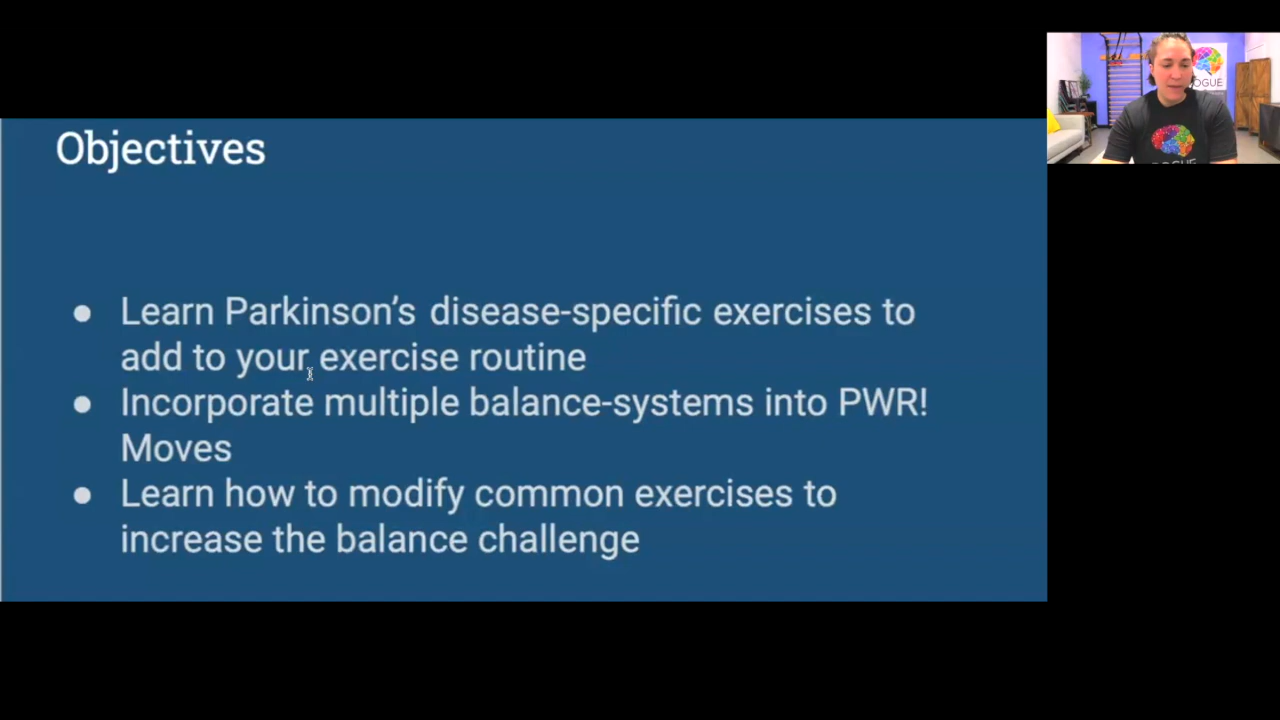 Objectives
● Learn Parkinson's disease-specific exercises to
add to your exercise routine
● Incorporate multiple balance-systems into PWR!
Moves
● Learn how to modify common exercises to
increase the balance challenge
OGUE